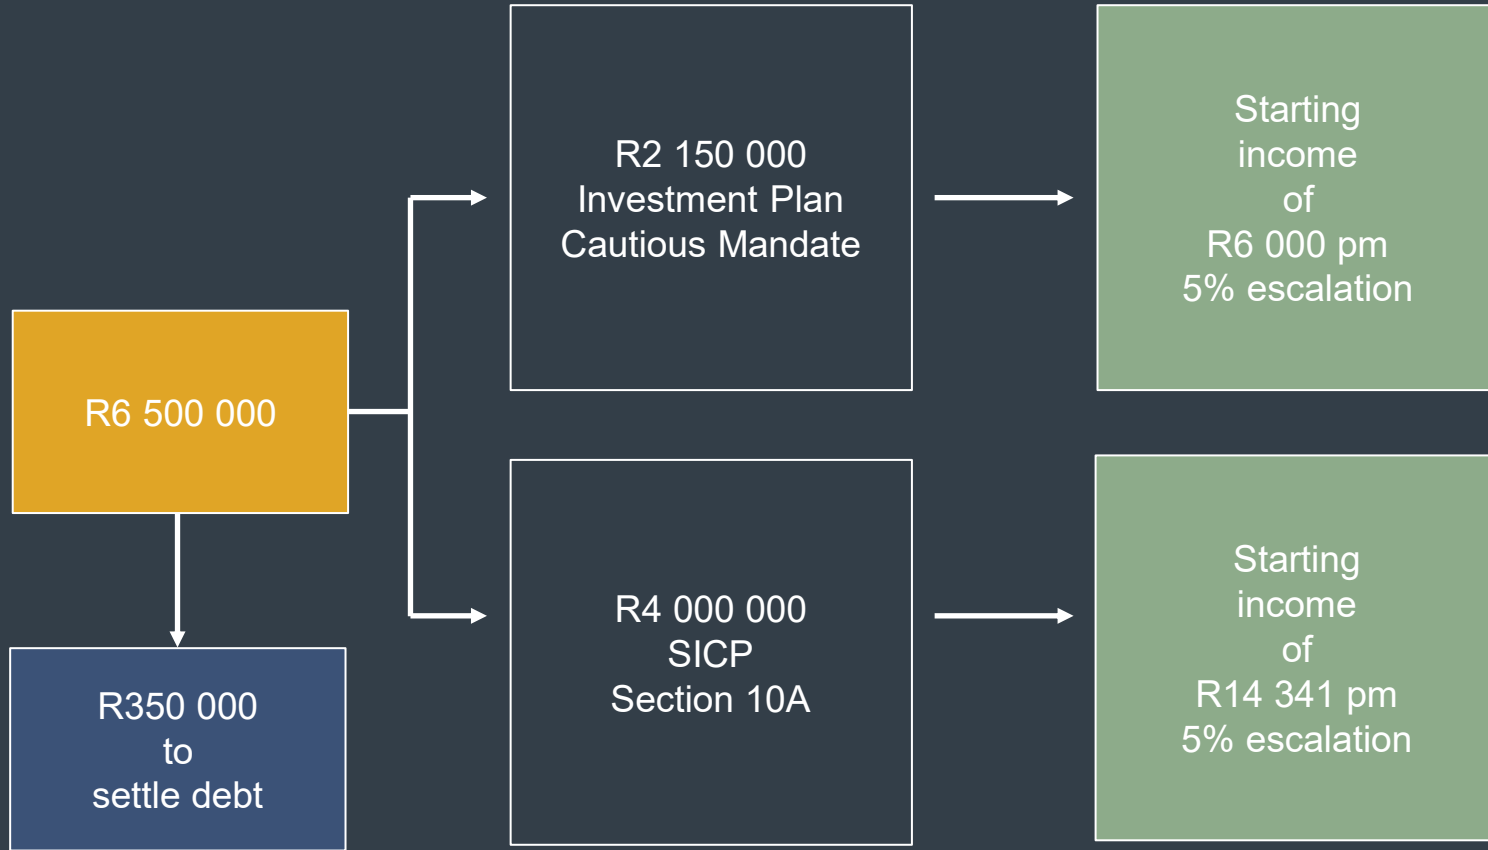 R6 500 000
R350 000
to
settle debt
R2 150 000
Investment Plan
Cautious Mandate
Starting
income
of
R6 000 pm
5% escalation
R4 000 000
SICP
Section 10A
Starting
income
of
R14 341 pm
5% escalation